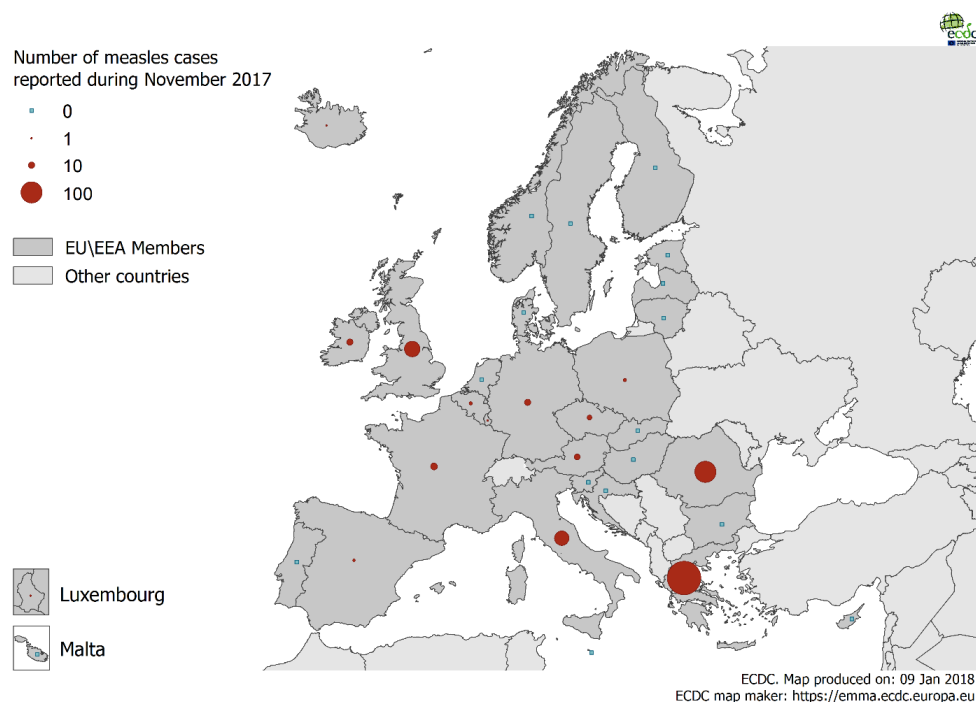 ecdc
Number of measles cases
reported during November 2017
0
1
10
100
EU\EEA Members
Other countries
Luxembourg
Malta
ECDC. Map produced on: 09 Jan 2018
ECDC map maker: https://emma.ecdc.europa.eu